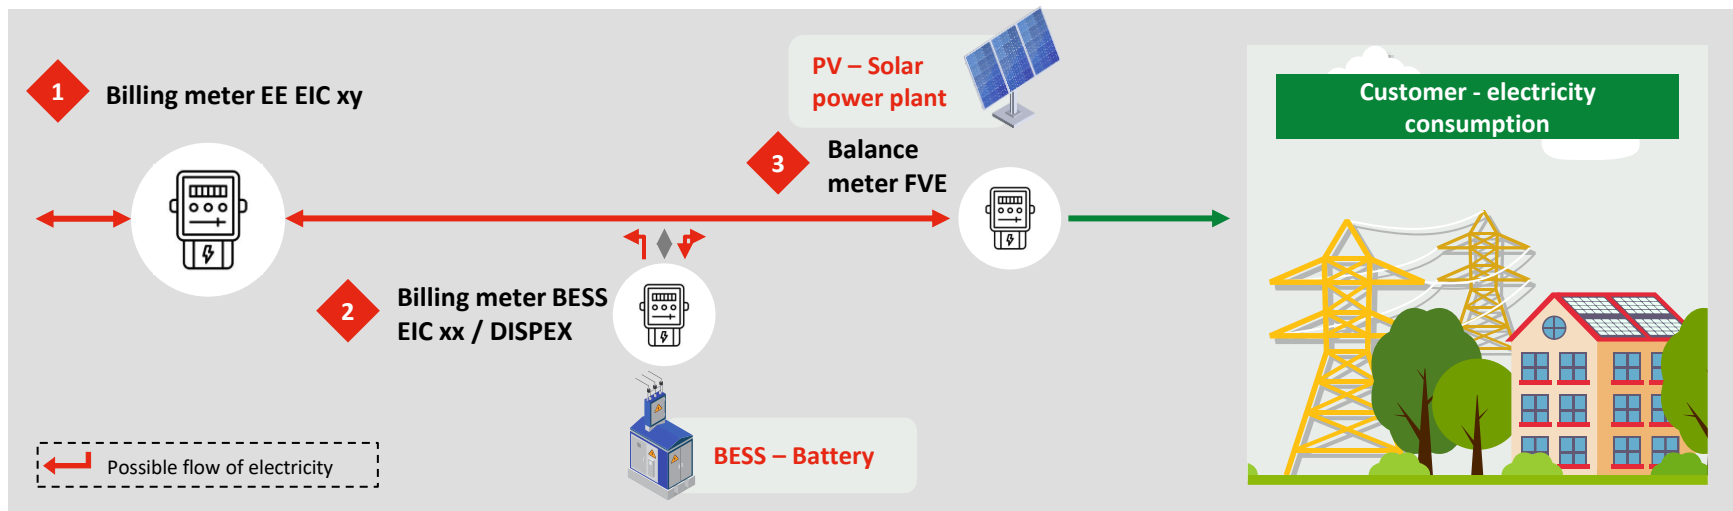 1
Billing meter EE EIC xy
PV – Solar
power plant
3
Balance
meter FVE
Customer - electricity
consumption
2
Billing meter BESS
EIC xx / DISPEX
BESS – Battery
Possible flow of electricity